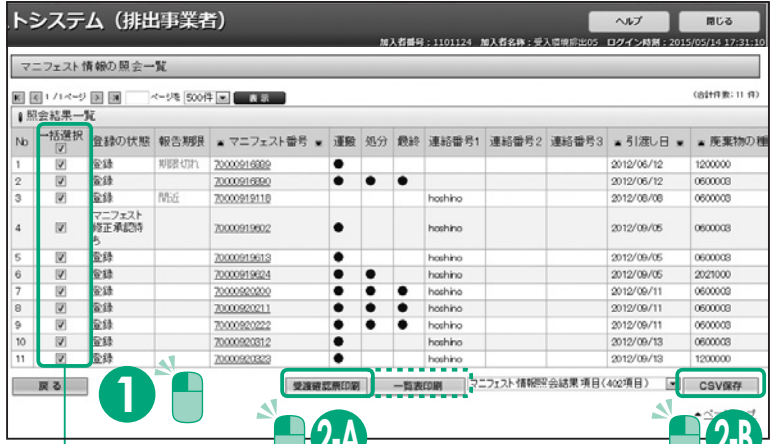 ストシステム（排出事業者）
ヘルプ 閉じる
加入者番号：1101124 加入者名称：受入環境排出05 ログイン時間：2015/05/14 17:31:10
マニフェスト情報の照会一覧
1 /1ページ ページを 500件 表示 (合計件数：11 件)
照会結果一覧
No 一括選択 登録の状態 報告期限 ▲ マニフェスト番号 ▼ 運搬 処分 最終 連絡番号1 連絡番号2 連絡番号3 ▲ 引渡し日 ▼ ▲ 廃棄物の種
1 登録 期限切れ 70000916889 ● 2012/06/12 1200000
2 登録 70000916890 ● ● ● 2012/06/12 0600003
3 登録 間近 70000919118 hoshino 2012/08/08 0600003
4 マニフェスト修正承認待ち 70000919602 ● hoshino 2012/09/05 0600003
5 登録 70000919613 ● hoshino 2012/09/05 0600003
6 登録 70000919624 ● ● hoshino 2012/09/05 2021000
7 登録 70000920200 ● ● ● hoshino 2012/09/11 0600003
8 登録 70000920211 ● ● ● hoshino 2012/09/11 0600003
9 登録 70000920222 ● ● ● hoshino 2012/09/11 0600003
10 登録 70000920312 ● hoshino 2012/09/13 0600003
11 登録 70000920323 ● hoshino 2012/09/13 1200000
戻る 受渡確認票印刷 一覧表印刷 マニフェスト情報照会結果項目(402項目) CSV保存
1
2-A
2-B